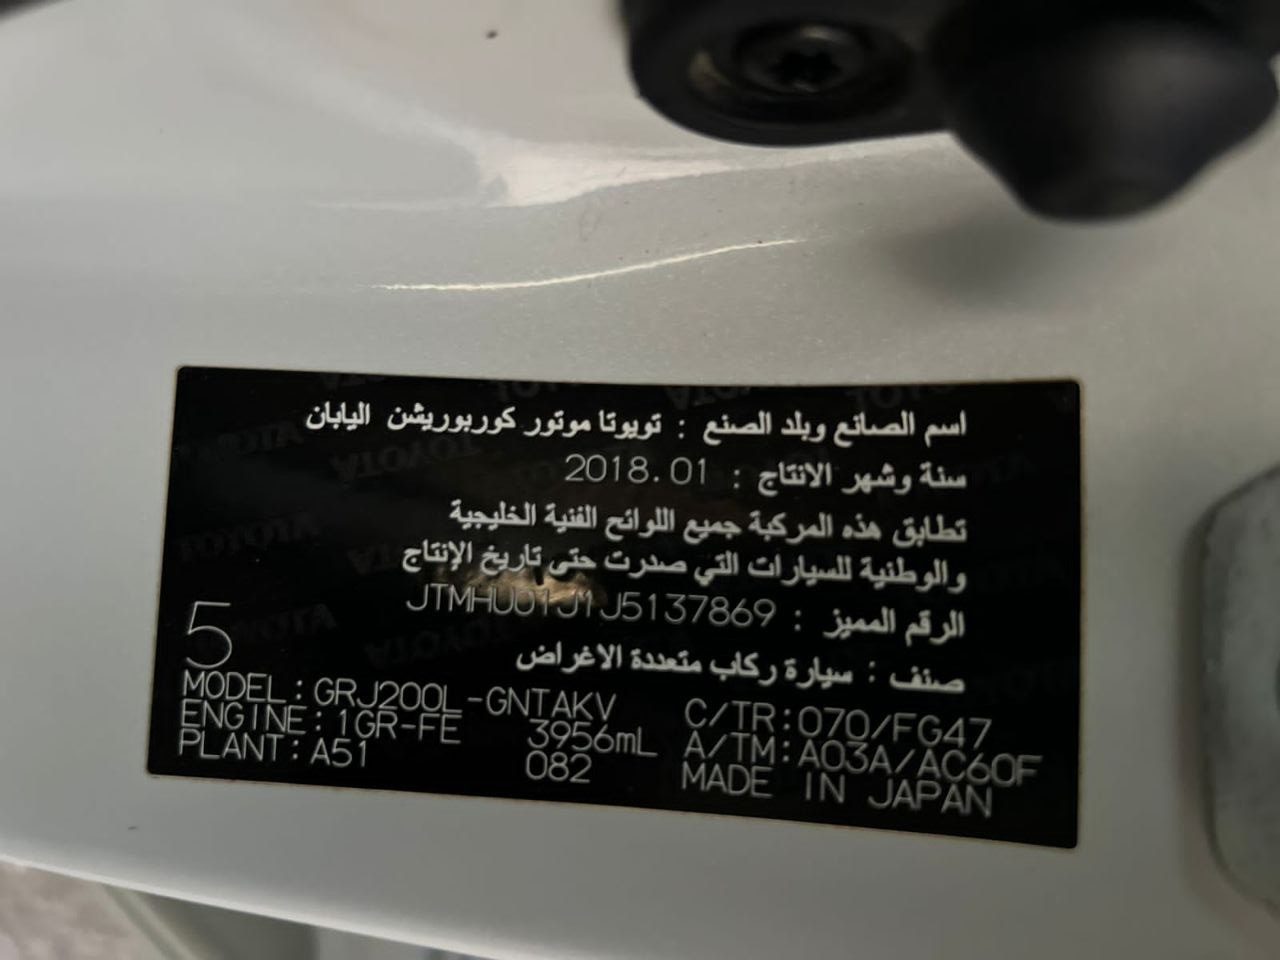 اسم الصانع وبلد الصنع : تويوتا موتور كوربوريشن اليابان
سنة وشهر الانتاج : 2018.01
تطابق هذه المركبة جميع اللوائح الفنية الخليجية
والوطنية للسيارات التي صدرت حتى تاريخ الإنتاج
الرقم المميز : JTMHU01J1J5137869
صنف : سيارة ركاب متعددة الاغراض
5
MODEL:GRJ200L-GNTAKV C/TR:070/FG47
ENGINE:1GR-FE 3956mL A/TM:A03A/AC60F
PLANT:A51 082 MADE IN JAPAN